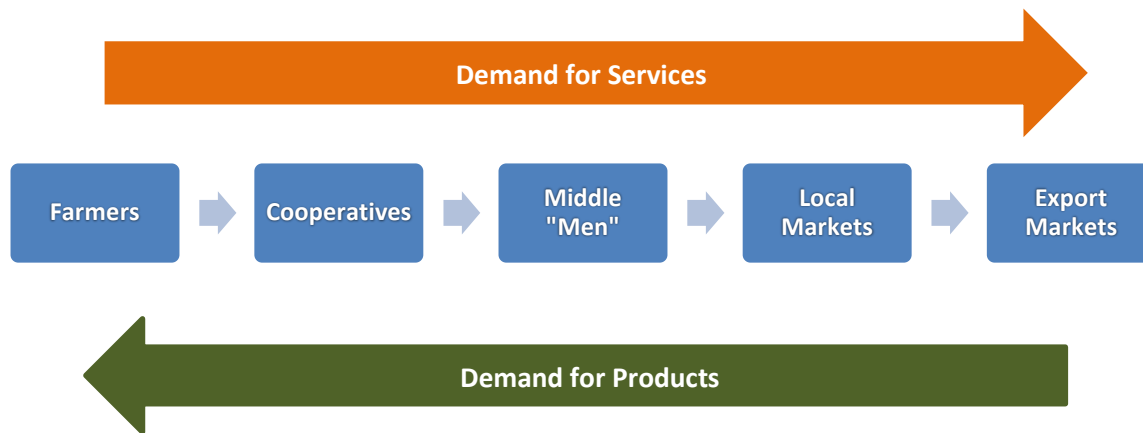 Demand for Services
Farmers
Cooperatives
Middle
"Men"
Local
Markets
Export
Markets
Demand for Products